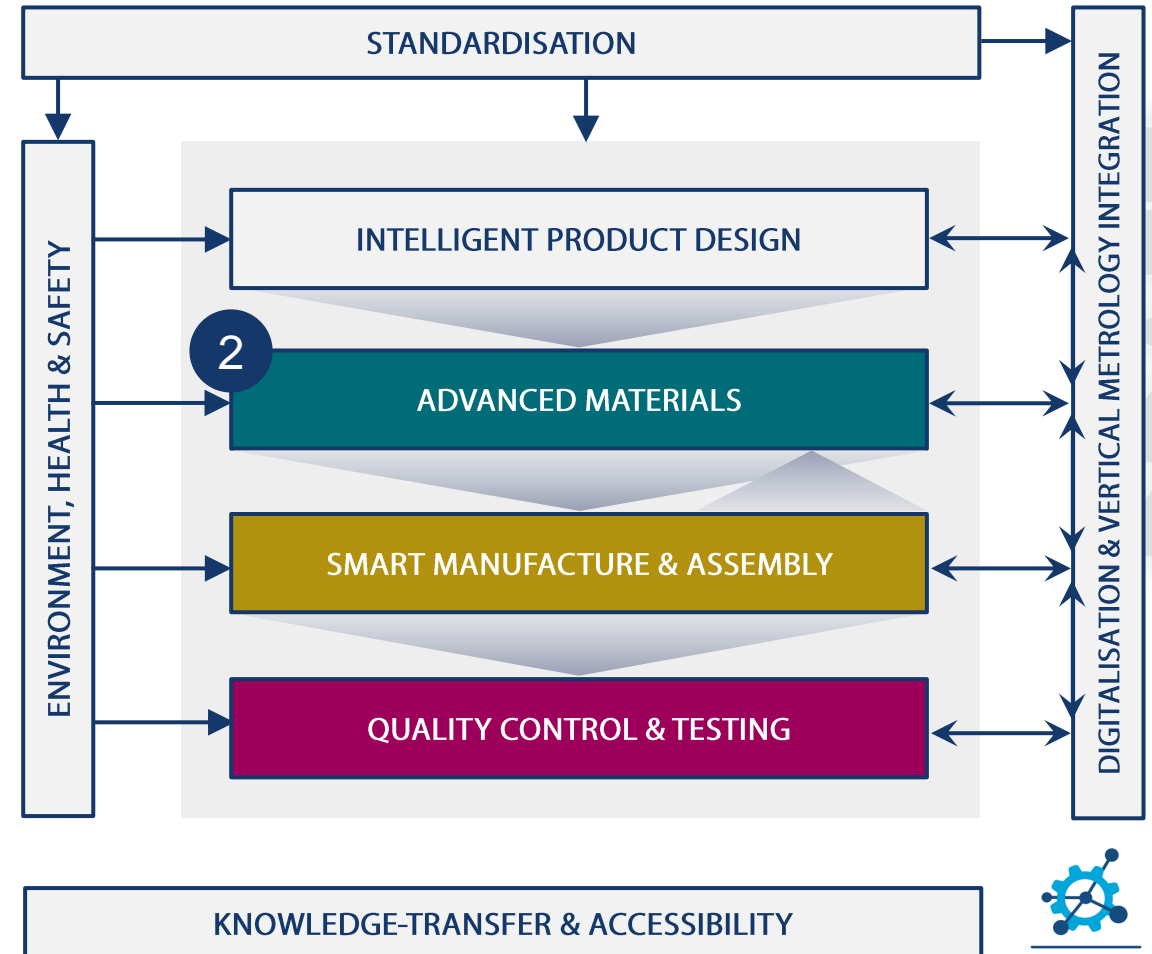 STANDARDISATION
ENVIRONMENT, HEALTH & SAFETY
INTELLIGENT PRODUCT DESIGN
2
ADVANCED MATERIALS
SMART MANUFACTURE & ASSEMBLY
QUALITY CONTROL & TESTING
DIGITALISATION & VERTICAL METROLOGY INTEGRATION
KNOWLEDGE-TRANSFER & ACCESSIBILITY